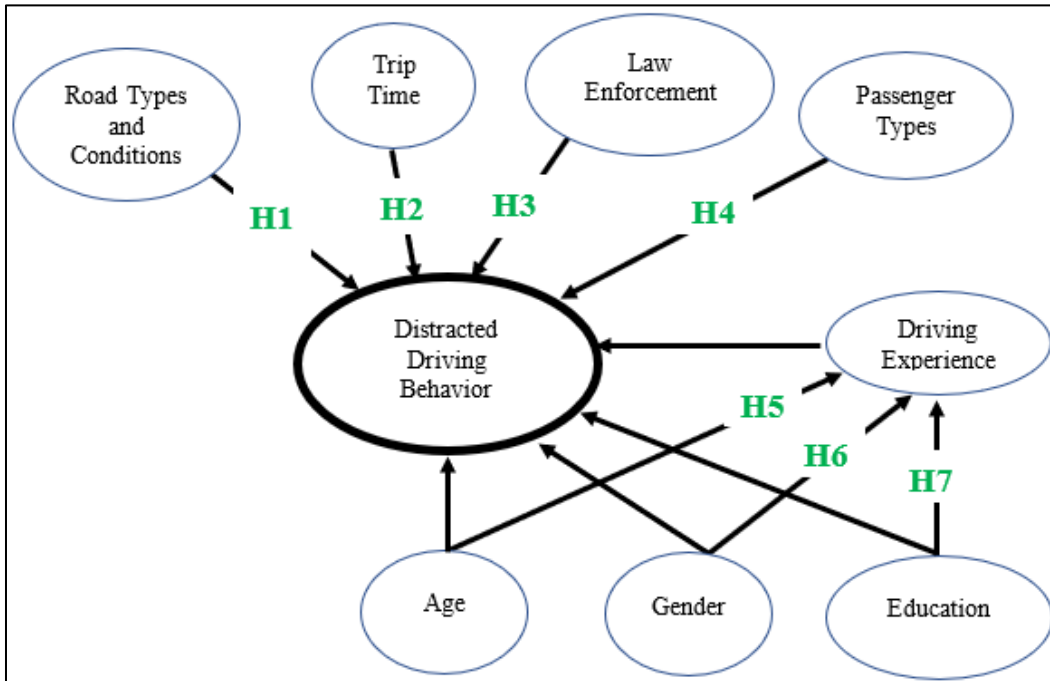 Road Types
and
Conditions
Trip
Time
Law
Enforcement
Passenger
Types
H1
H2
H3
H4
Distracted
Driving
Behavior
Driving
Experience
H5
H6
H7
Age
Gender
Education